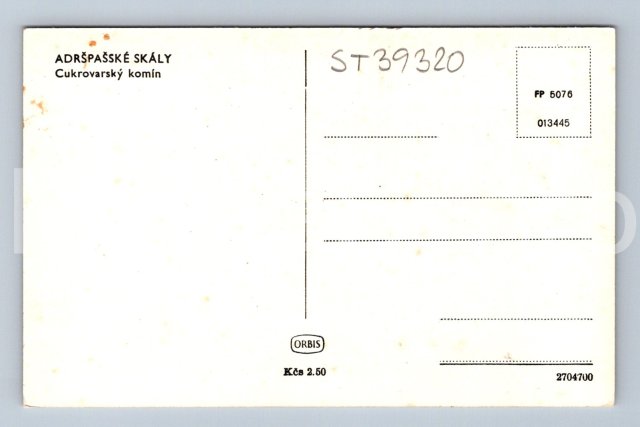 ADRŠPAŠSKÉ SKÁLY
Cukrovarský komín
ST39320
FP 5076
013445
ORBIS
Kčs 2.50
2704700